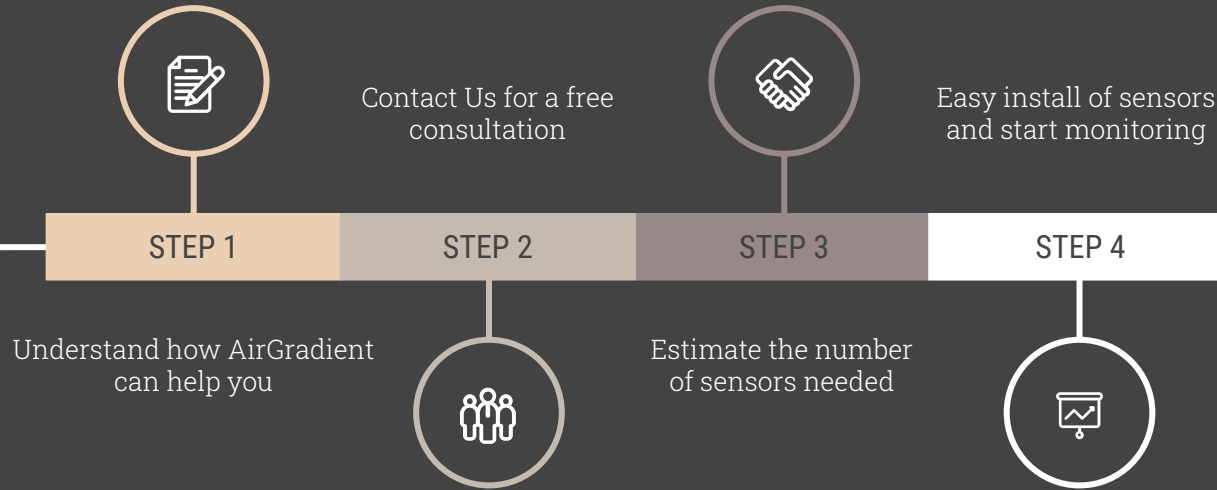 Contact Us for a free
consultation
Easy install of sensors
and start monitoring
STEP 1
STEP 2
STEP 3
STEP 4
Understand how AirGradient
can help you
Estimate the number
of sensors needed